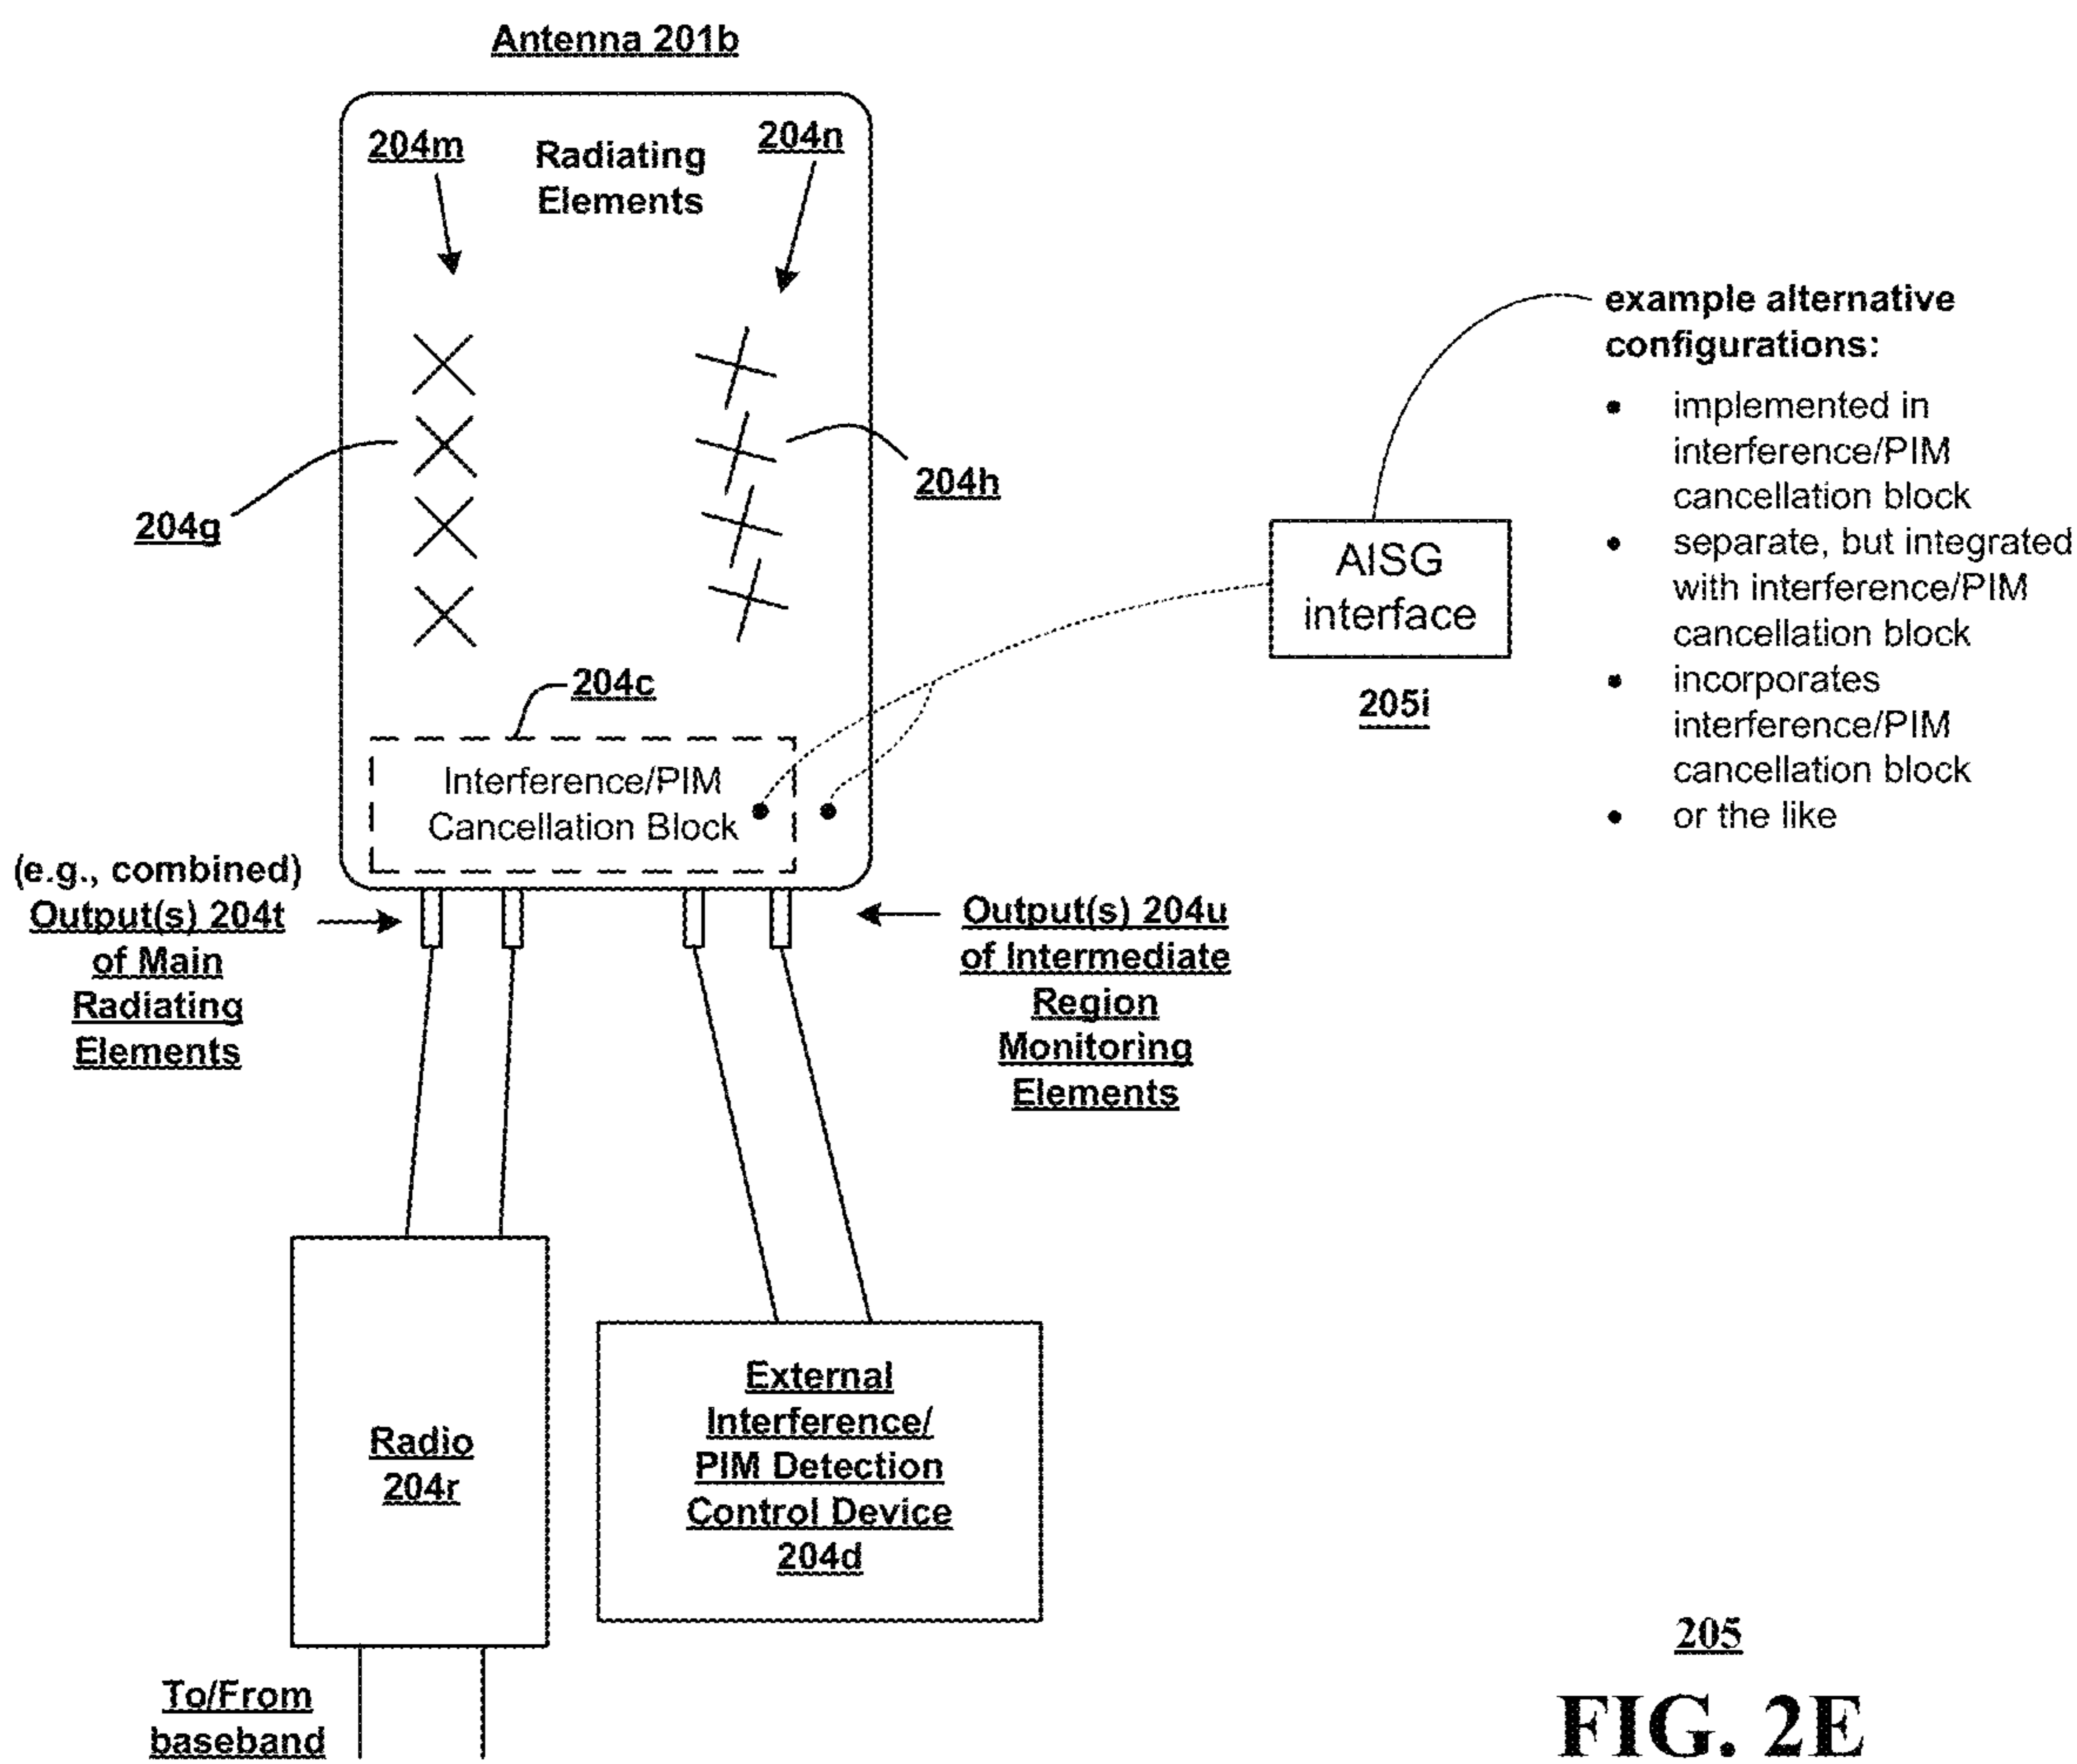 Antenna 201b
204m
Radiating
Elements
204n
204g
204h
204c
Interference/PIM
Cancellation Block
AISG
interface
205i
example alternative
configurations:
• implemented in
interference/PIM
cancellation block
• separate, but integrated
with interference/PIM
cancellation block
• incorporates
interference/PIM
cancellation block
• or the like
(e.g., combined)
Output(s) 204t
of Main
Radiating
Elements
Output(s) 204u
of Intermediate
Region
Monitoring
Elements
Radio
204r
External
Interference/
PIM Detection
Control Device
204d
To/From
baseband
205
FIG. 2E